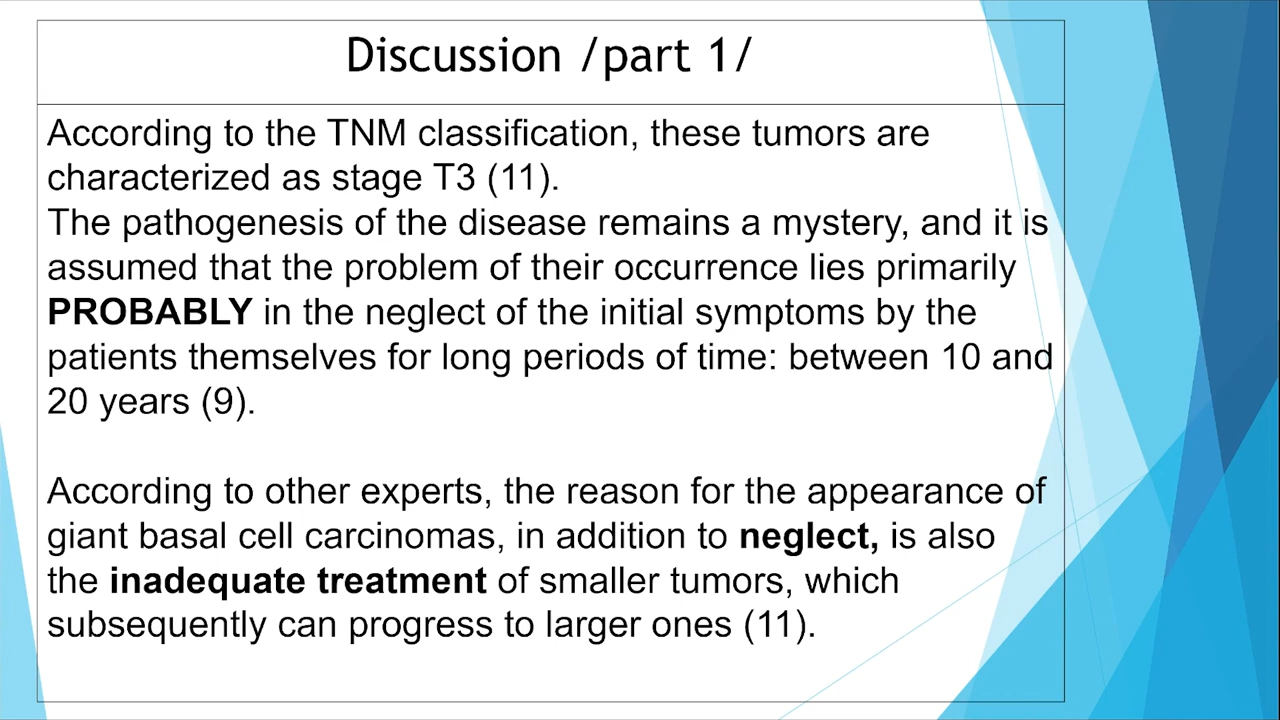 Discussion /part 1/
According to the TNM classification, these tumors are
characterized as stage T3 (11).
The pathogenesis of the disease remains a mystery, and it is
assumed that the problem of their occurrence lies primarily
PROBABLY in the neglect of the initial symptoms by the
patients themselves for long periods of time: between 10 and
20 years (9).
According to other experts, the reason for the appearance of
giant basal cell carcinomas, in addition to neglect, is also
the inadequate treatment of smaller tumors, which
subsequently can progress to larger ones (11).